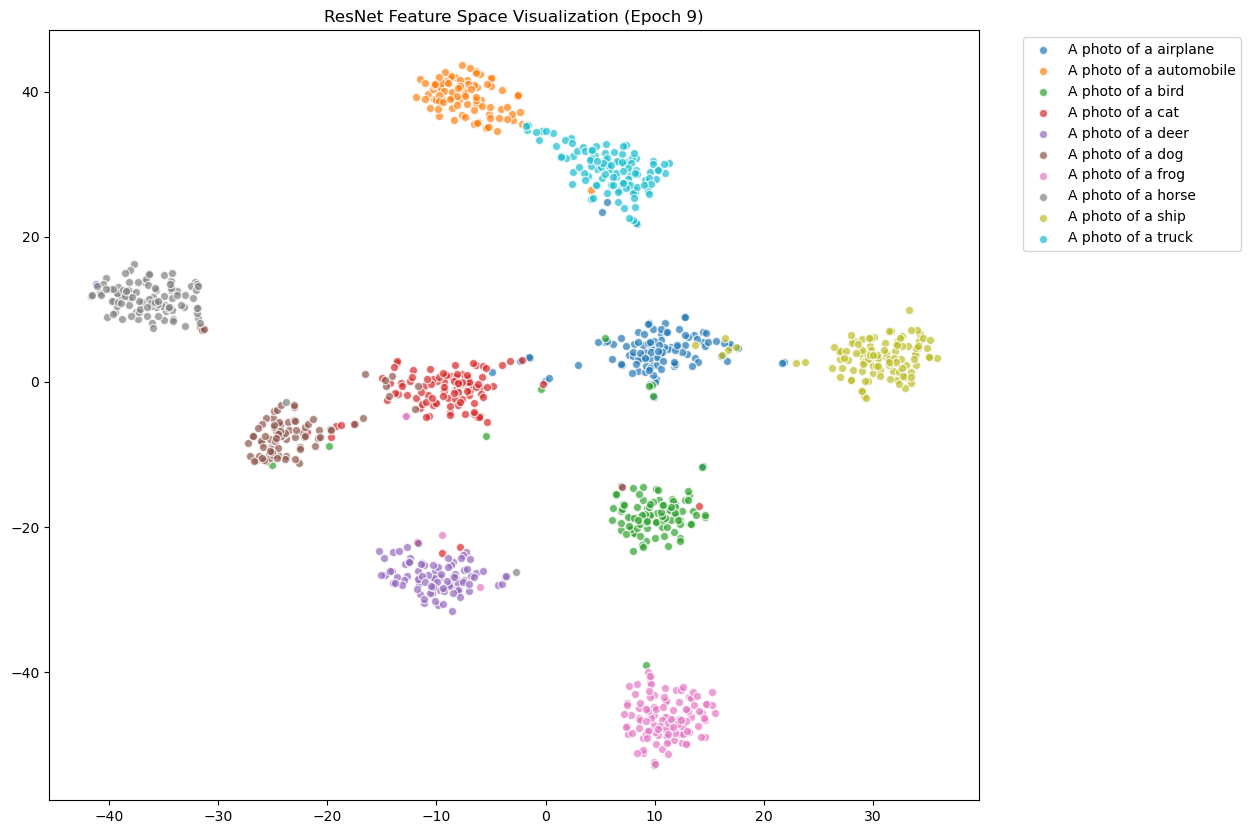 ResNet Feature Space Visualization (Epoch 9)
A photo of a airplane
A photo of a automobile
A photo of a bird
A photo of a cat
A photo of a deer
A photo of a dog
A photo of a frog
A photo of a horse
A photo of a ship
A photo of a truck
40
20
0
−20
−40
−40 −30 −20 −10 0 10 20 30